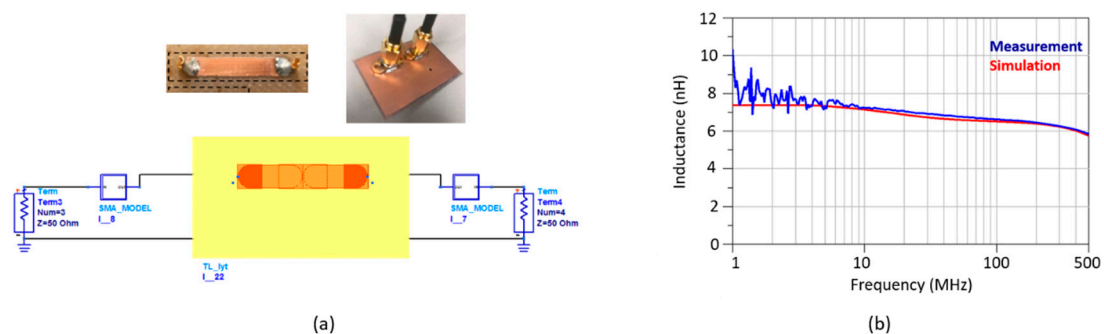 Term
Term3
Num=3
Z=50 Ohm
SMA_MODEL
I__8
TL_lyt
I__22
SMA_MODEL
I__7
Term
Term4
Num=4
Z=50 Ohm
(a)
Inductance (nH)
12
10
8
6
4
2
0
Measurement
Simulation
1
10
100
500
Frequency (MHz)
(b)